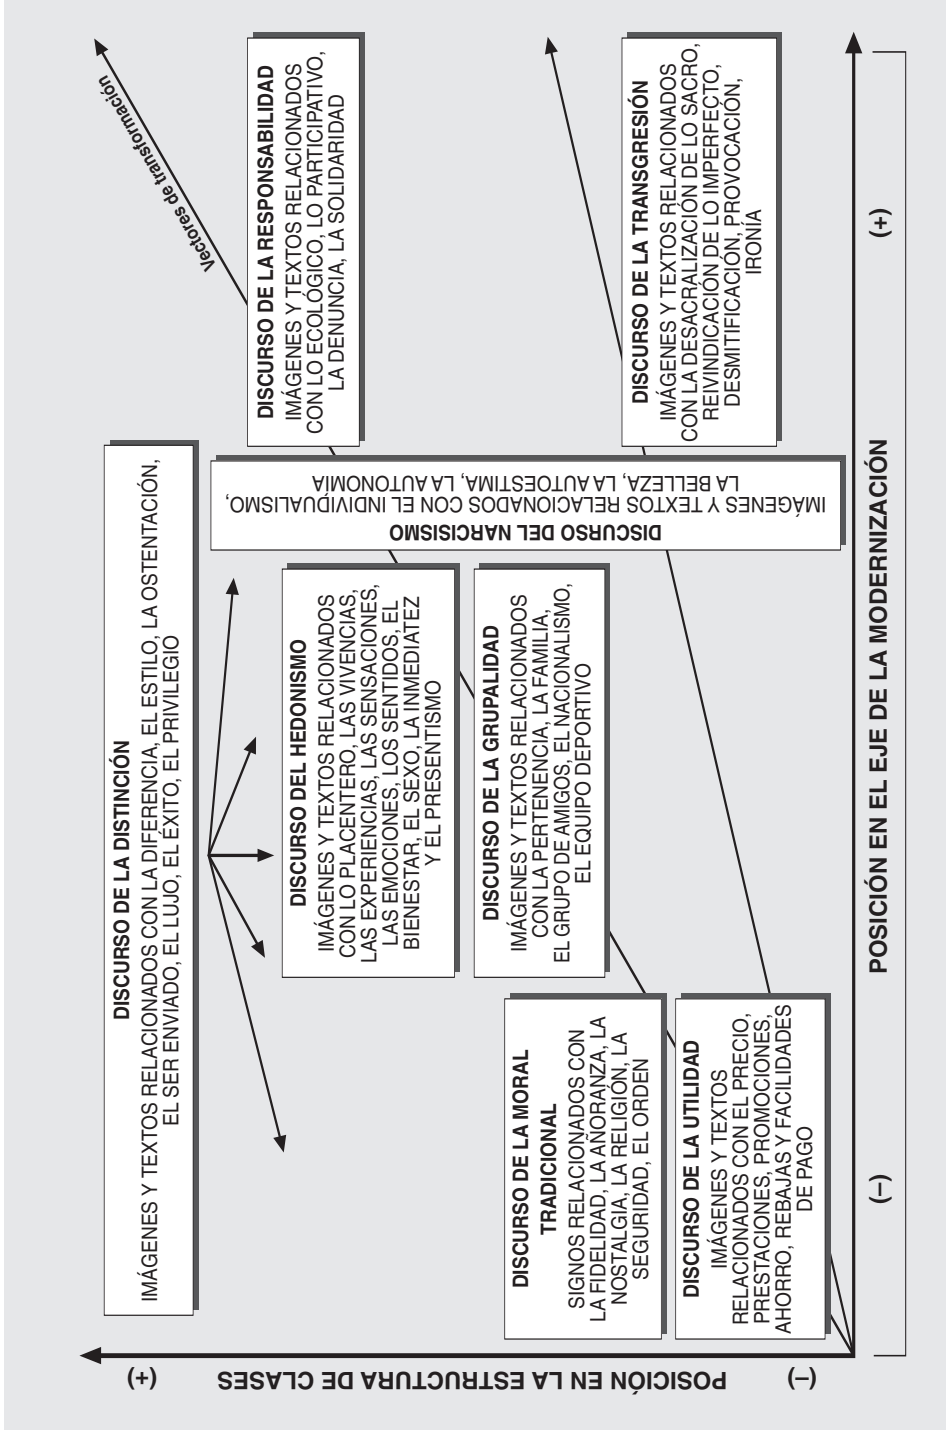 DISCURSO DE LA DISTINCIÓN
IMÁGENES Y TEXTOS RELACIONADOS CON LA DIFERENCIA, EL ESTILO, LA OSTENTACIÓN,
EL SER ENVIADO, EL LUJO, EL ÉXITO, EL PRIVILEGIO
Vectores de transformación
DISCURSO DE LA RESPONSABILIDAD
IMÁGENES Y TEXTOS RELACIONADOS
CON LO ECOLÓGICO, LO PARTICIPATIVO,
LA DENUNCIA, LA SOLIDARIDAD
DISCURSO DEL HEDONISMO
IMÁGENES Y TEXTOS RELACIONADOS
CON LO PLACENTERO, LAS VIVENCIAS,
LAS EXPERIENCIAS, LAS SENSACIONES,
LAS EMOCIONES, LOS SENTIDOS, EL
BIENESTAR, EL SEXO, LA INMEDIATEZ
Y EL PRESENTISMO
DISCURSO DEL NARCISISMO
IMÁGENES Y TEXTOS RELACIONADOS CON EL INDIVIDUALISMO,
LA BELLEZA, LA AUTOESTIMA, LA AUTONOMÍA
DISCURSO DE LA GRUPALIDAD
IMÁGENES Y TEXTOS RELACIONADOS
CON LA PERTENENCIA, LA FAMILIA,
EL GRUPO DE AMIGOS, EL NACIONALISMO,
EL EQUIPO DEPORTIVO
DISCURSO DE LA MORAL
TRADICIONAL
SIGNOS RELACIONADOS CON
LA FIDELIDAD, LA AÑORANZA, LA
NOSTALGIA, LA RELIGIÓN, LA
SEGURIDAD, EL ORDEN
DISCURSO DE LA TRANSGRESIÓN
IMÁGENES Y TEXTOS RELACIONADOS
CON LA DESACRALIZACIÓN DE LO SACRO,
REIVINDICACIÓN DE LO IMPERFECTO,
DESMITIFICACIÓN, PROVOCACIÓN,
IRONÍA
DISCURSO DE LA UTILIDAD
IMÁGENES Y TEXTOS
RELACIONADOS CON EL PRECIO,
PRESTACIONES, PROMOCIONES,
AHORRO, REBAJAS Y FACILIDADES
DE PAGO
(+)
POSICIÓN EN LA ESTRUCTURA DE CLASES
(–)
(–)
POSICIÓN EN EL EJE DE LA MODERNIZACIÓN
(+)